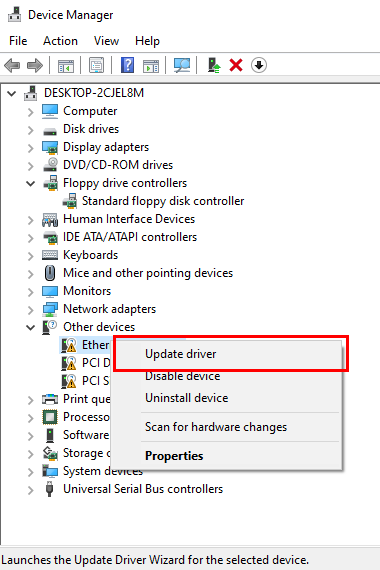 Device Manager
File Action View Help
DESKTOP-2CJEL8M
Computer
Disk drives
Display adapters
DVD/CD-ROM drives
Floppy drive controllers
Standard floppy disk controller
Human Interface Devices
IDE ATA/ATAPI controllers
Keyboards
Mice and other pointing devices
Monitors
Network adapters
Other devices
Ether
Update driver
PCI D
Disable device
PCI S
Uninstall device
Print que
Processo
Scan for hardware changes
Software
Storage c
Properties
System devices
Universal Serial Bus controllers
Launches the Update Driver Wizard for the selected device.